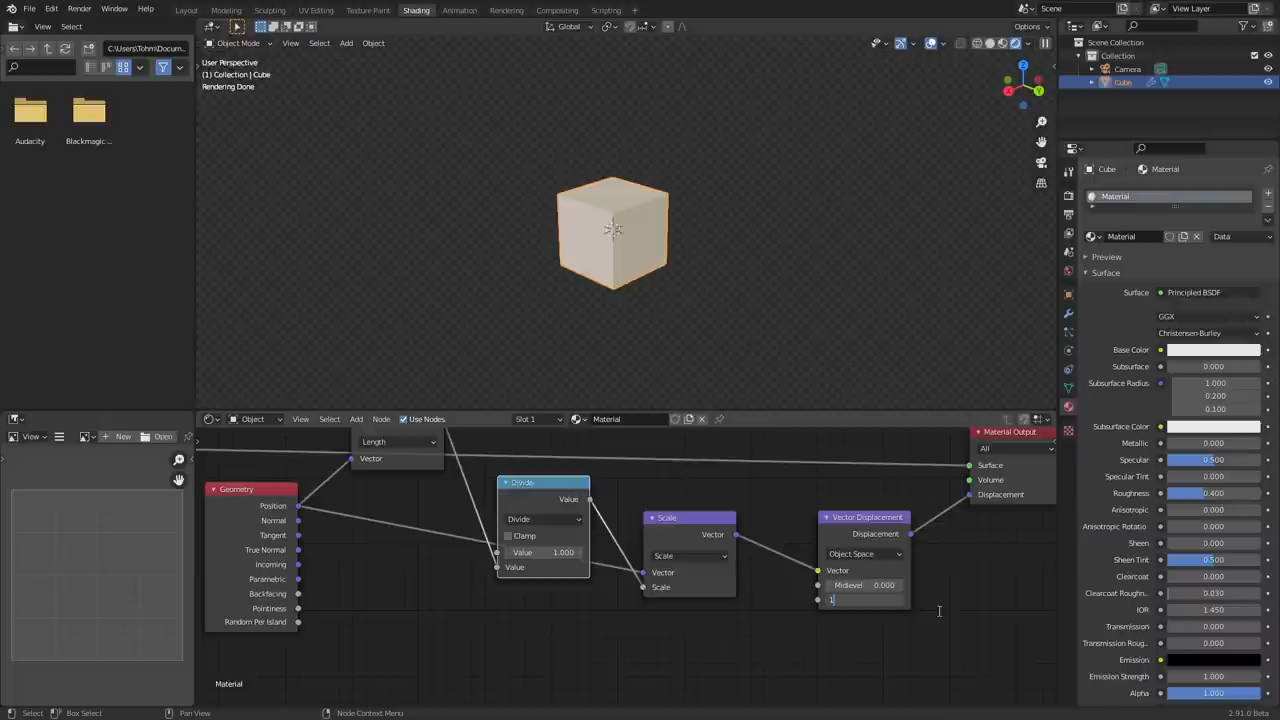 File Edit Render Window Help
Layout Modeling Sculpting UV Editing Texture Paint Shading Animation Rendering Compositing Scripting
Scene
View Layer
View Select
Global
Options
C:\Users\Tohm\Docum...
Object Mode View Select Add Object
User Perspective
(1) Collection | Cube
Rendering Done
Audacity
Blackmagic ...
X
Y
Z
Scene Collection
Collection
Camera
Cube
Cube
Material
Material
Material
Data
Preview
Surface
Surface Principled BSDF
GGX
Christensen-Burley
Base Color
Subsurface 0.000
Subsurface Radius 1.000
0.200
0.100
Subsurface Color
Metallic 0.000
Specular 0.500
Specular Tint 0.000
Roughness 0.400
Anisotropic 0.000
Anisotropic Rotatio 0.000
Sheen 0.000
Sheen Tint 0.500
Clearcoat 0.000
Clearcoat Roughn.. 0.030
IOR 1.450
Transmission 0.000
Transmission Roug.. 0.000
Emission
Emission Strength 1.000
Alpha 1.000
View
New
Open
Object View Select Add Node Use Nodes
Slot 1
Material
Length
Vector
Geometry
Position
Normal
Tangent
True Normal
Incoming
Parametric
Backfacing
Pointiness
Random Per Island
Divide
Value
Divide
Clamp
Value 1.000
Value
Scale
Vector
Scale
Vector
Scale
Vector Displacement
Displacement
Object Space
Vector
Midlevel 0.000
1
Material Output
All
Surface
Volume
Displacement
Material
Select
Box Select
Pan View
Node Context Menu
2.91.0 Beta